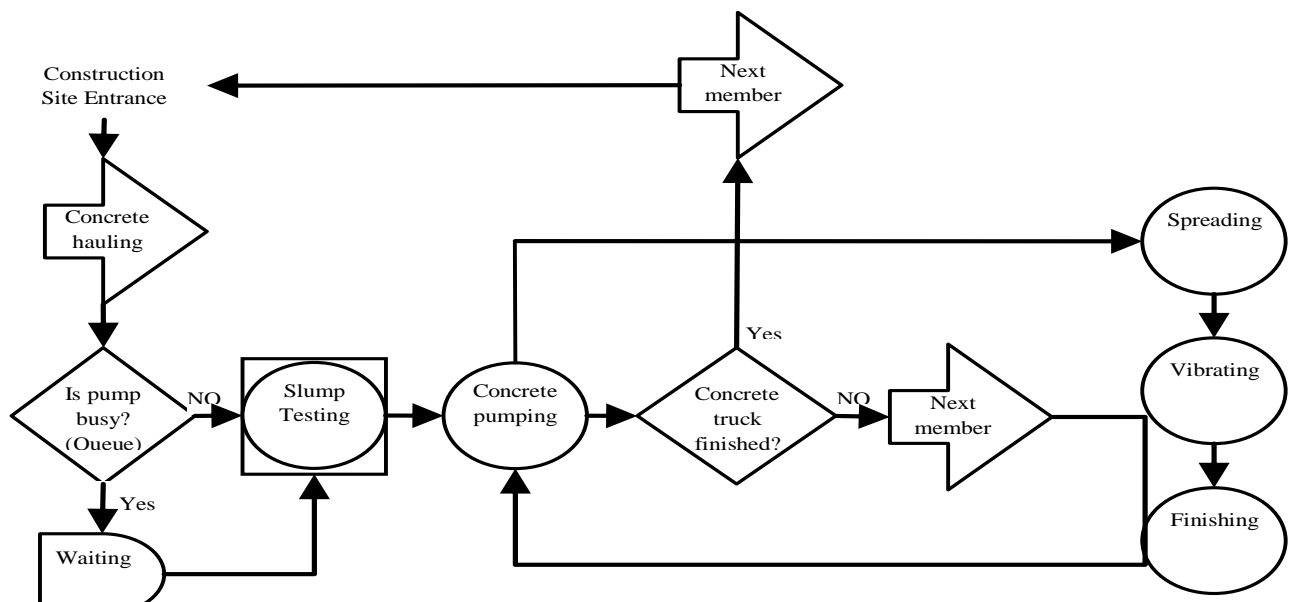 Construction
Site Entrance
Next
member
Concrete
hauling
Spreading
Yes
Is pump
busy?
(Queue)
NO
Slump
Testing
Concrete
pumping
Concrete
truck
finished?
NO
Next
member
Vibrating
Yes
Waiting
Finishing